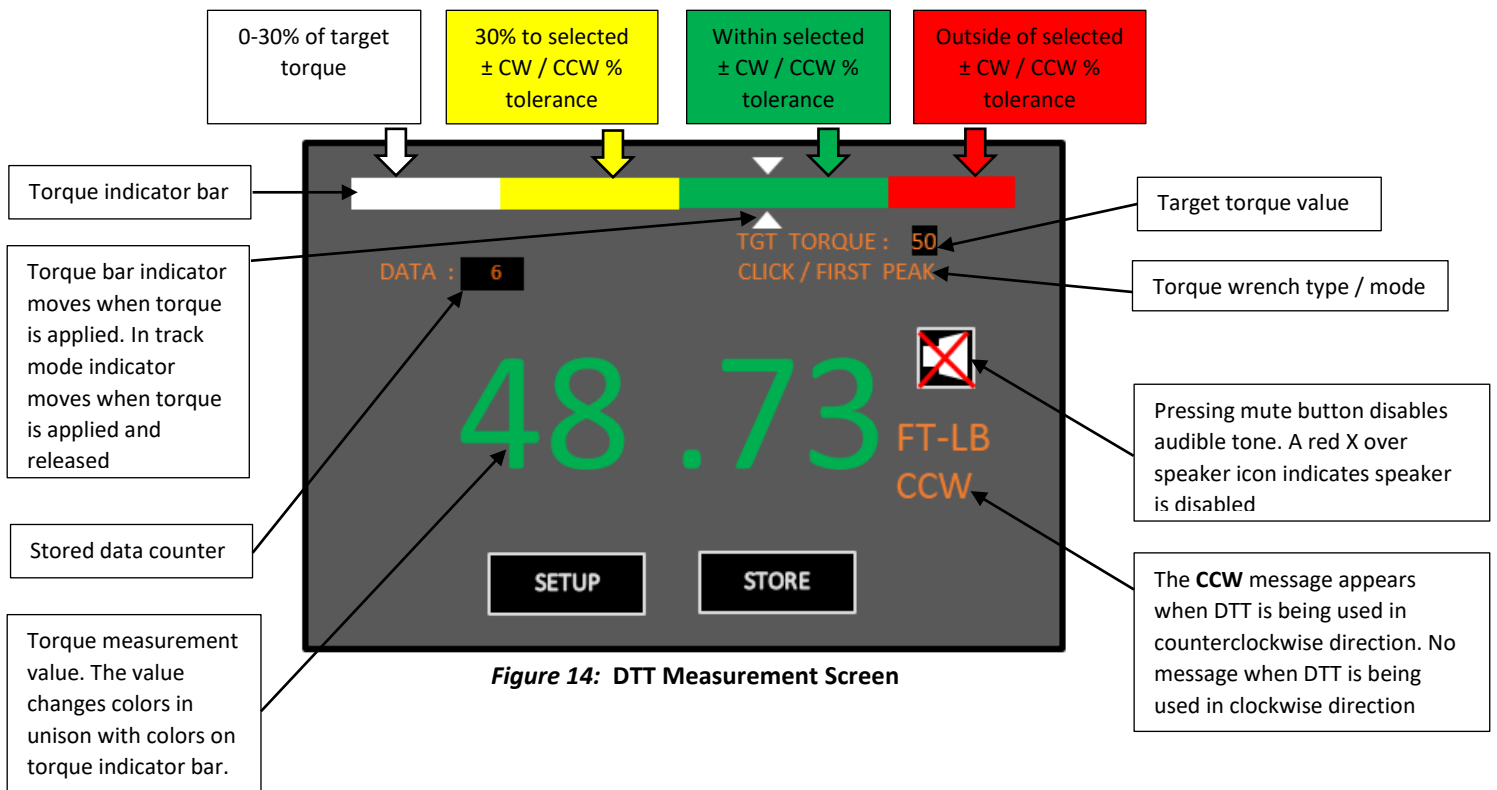 0-30% of target
torque
30% to selected
± CW / CCW %
tolerance
Within selected
± CW / CCW %
tolerance
Outside of selected
± CW / CCW %
tolerance
Torque indicator bar
Torque bar indicator
moves when torque
is applied. In track
mode indicator
moves when torque
is applied and
released
Stored data counter
Torque measurement
value. The value
changes colors in
unison with colors on
torque indicator bar.
TGT TORQUE : 50
DATA : 6
CLICK / FIRST PEAK
48 .73
FT-LB
CCW
SETUP
STORE
Target torque value
Torque wrench type / mode
Pressing mute button disables
audible tone. A red X over
speaker icon indicates speaker
is disabled
The CCW message appears
when DTT is being used in
counterclockwise direction. No
message when DTT is being
used in clockwise direction
Figure 14: DTT Measurement Screen